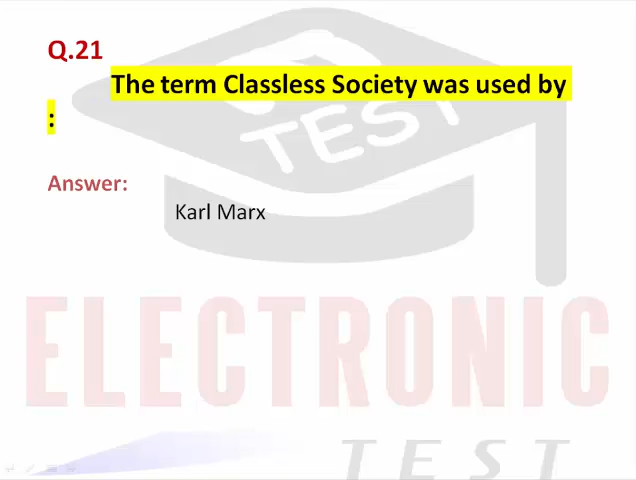 Q.21
The term Classless Society was used by
:
Answer:
Karl Marx
TEST
ELECTRONIC
TEST